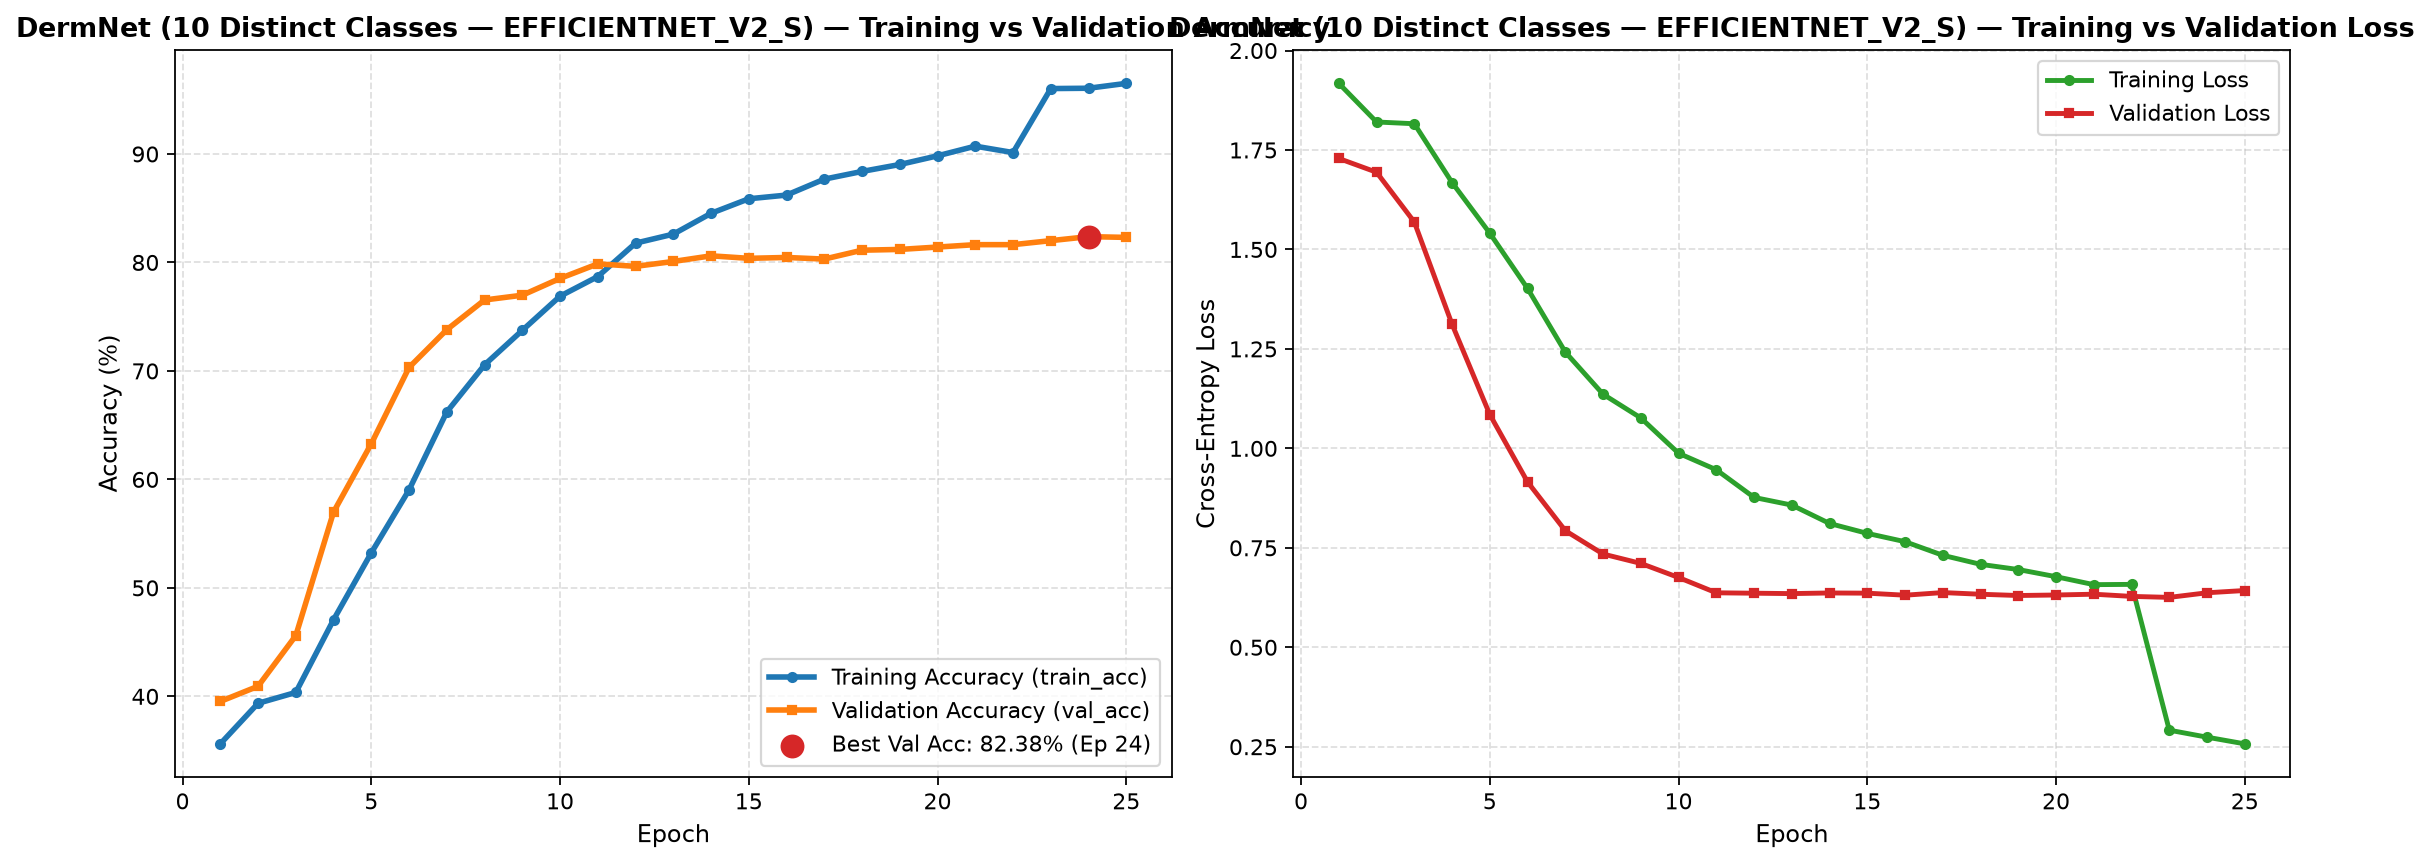 DermNet (10 Distinct Classes — EFFICIENTNET_V2_S) — Training vs Validation Accuracy
DermNet (10 Distinct Classes — EFFICIENTNET_V2_S) — Training vs Validation Loss
Accuracy (%)
90
80
70
60
50
40
0
5
10
15
20
25
Epoch
Training Accuracy (train_acc)
Validation Accuracy (val_acc)
Best Val Acc: 82.38% (Ep 24)
Cross-Entropy Loss
2.00
1.75
1.50
1.25
1.00
0.75
0.50
0.25
0
5
10
15
20
25
Epoch
Training Loss
Validation Loss